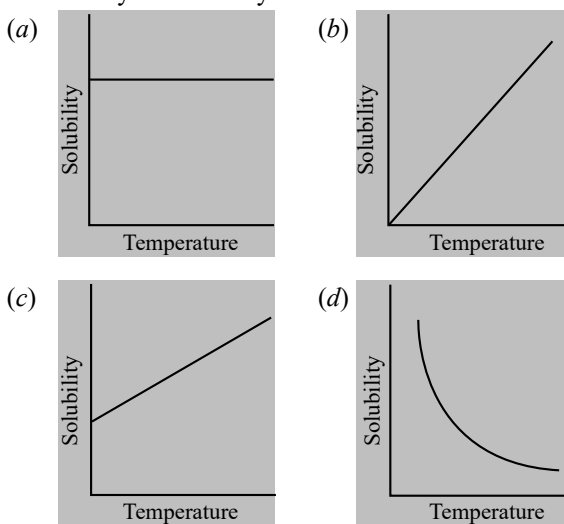 (a)
Solubility
Temperature
(b)
Solubility
Temperature
(c)
Solubility
Temperature
(d)
Solubility
Temperature